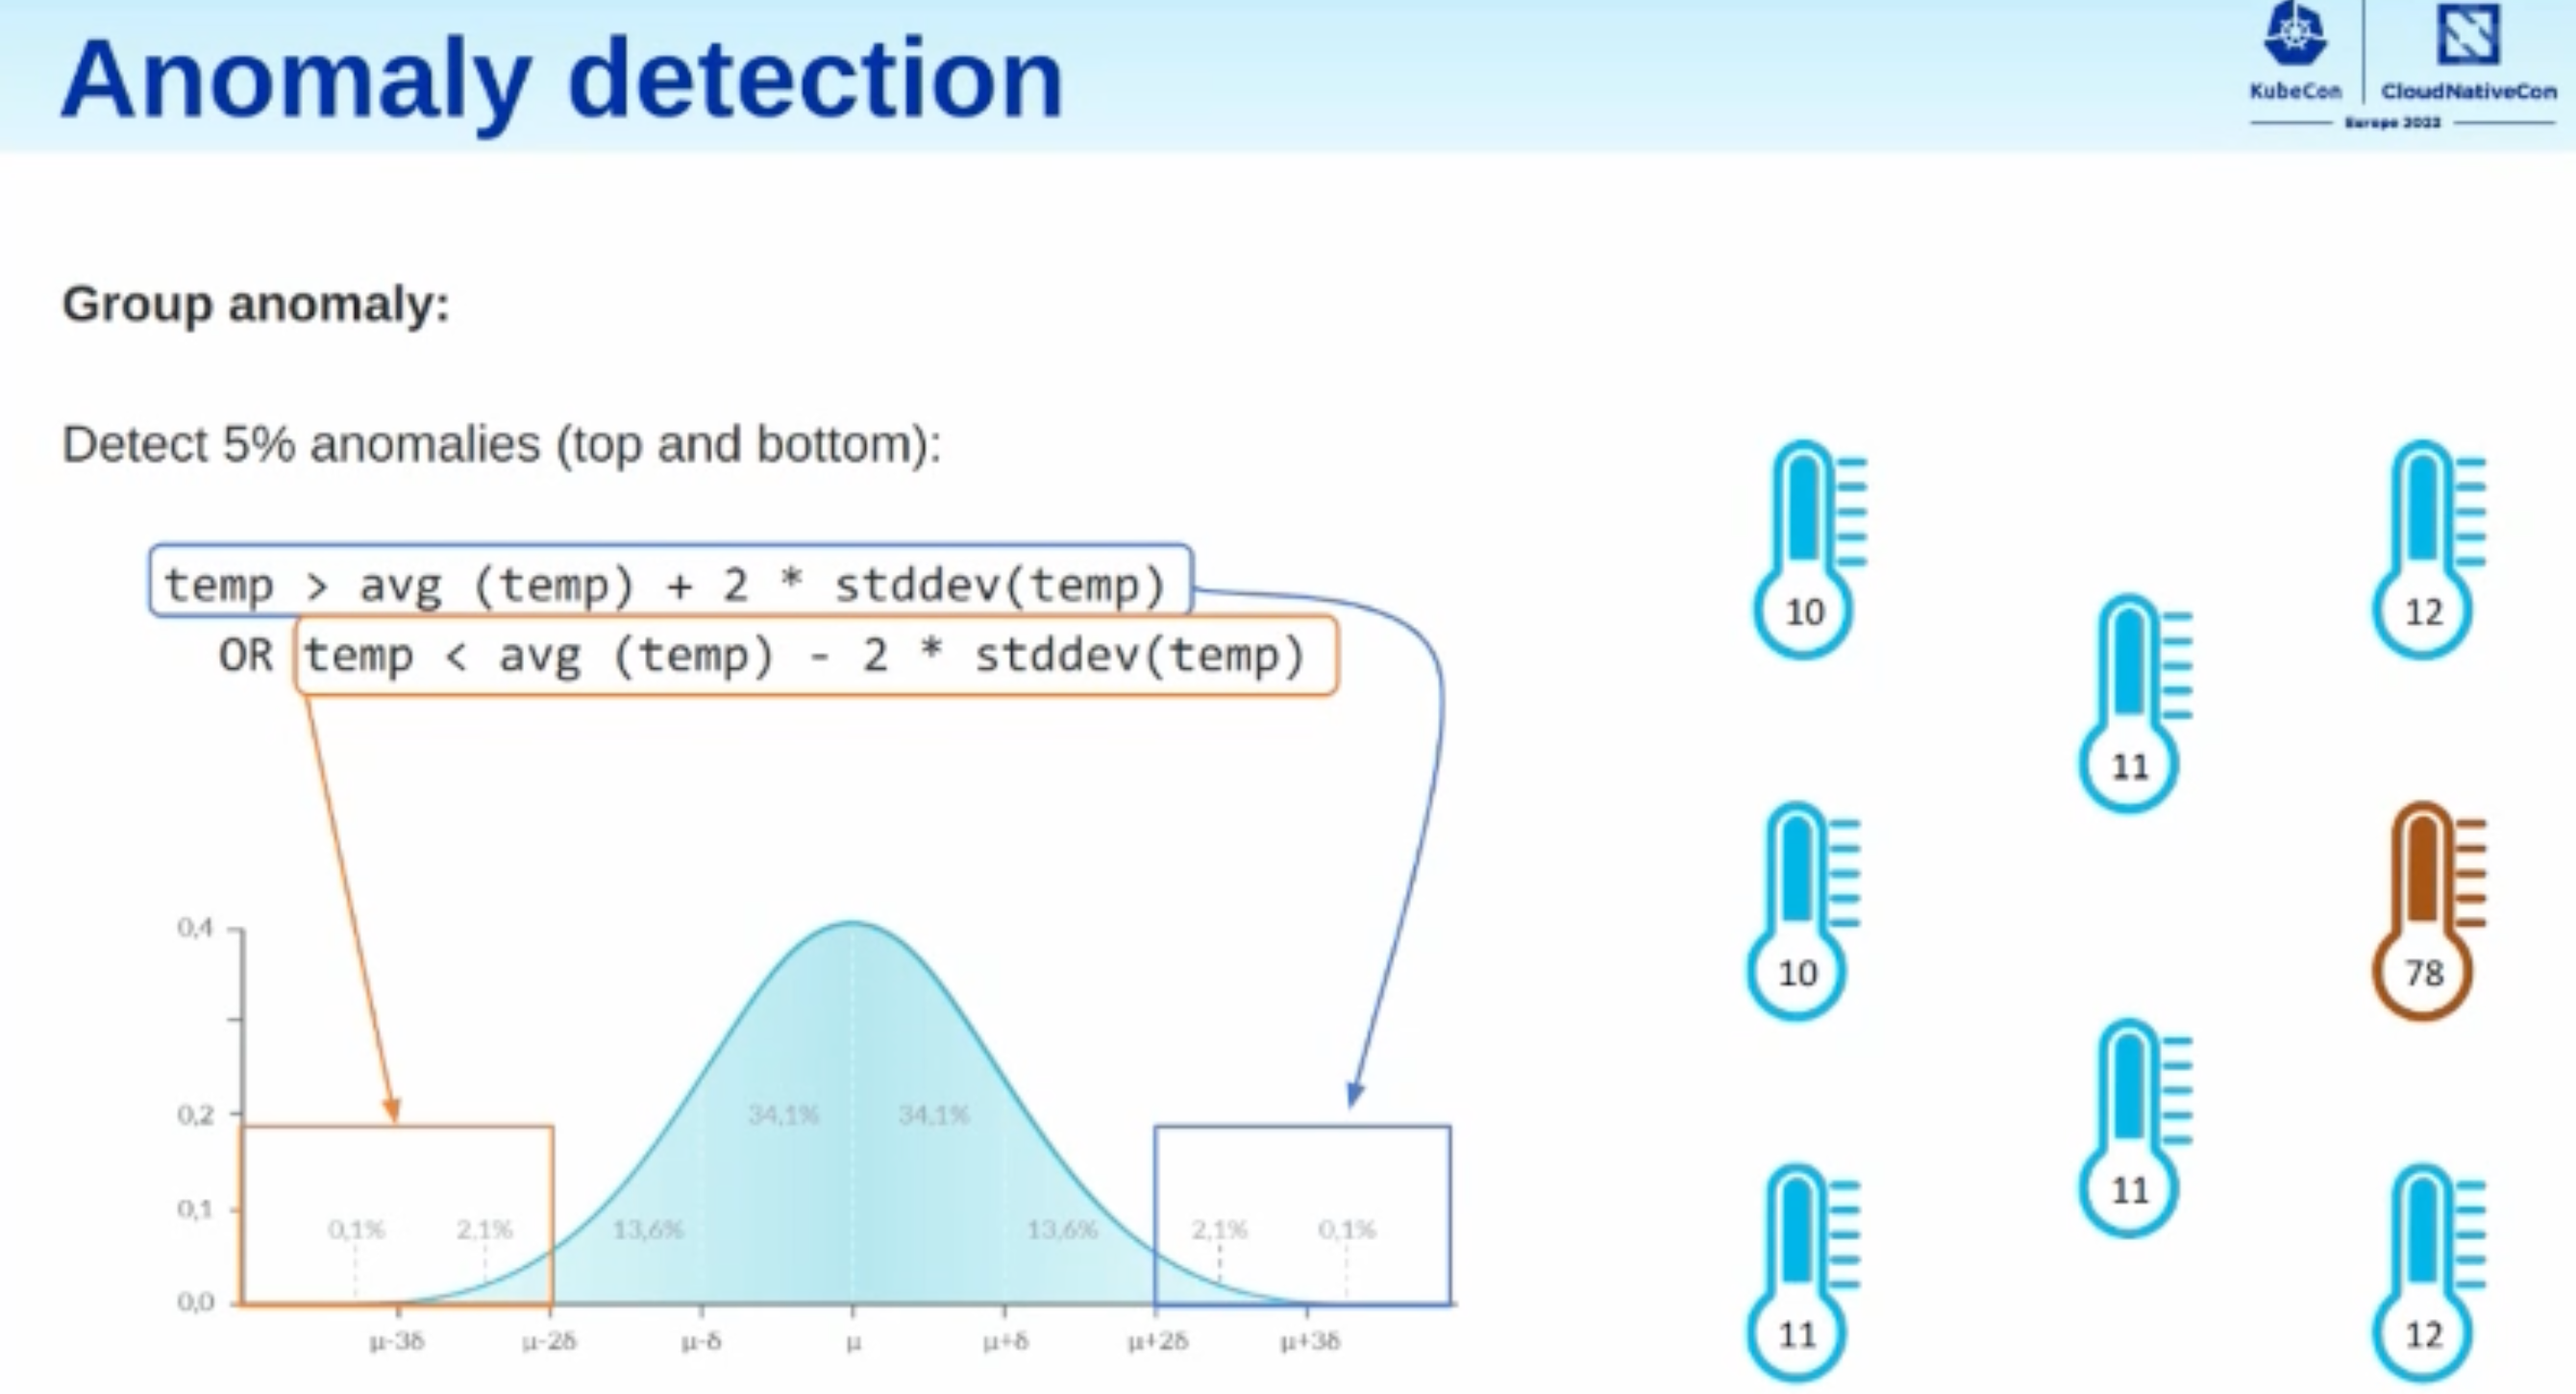 Anomaly detection
KubeCon
CloudNativeCon
Europe 2022
Group anomaly:
Detect 5% anomalies (top and bottom):
temp > avg (temp) + 2 * stddev(temp)
OR temp < avg (temp) - 2 * stddev(temp)
0,4
0,2
0,1
0,0
34,1%
34,1%
0,1%
2,1%
13,6%
13,6%
2,1%
0,1%
μ-3δ
μ-2δ
μ-δ
μ
μ+δ
μ+2δ
μ+3δ
10
12
11
10
78
11
11
12